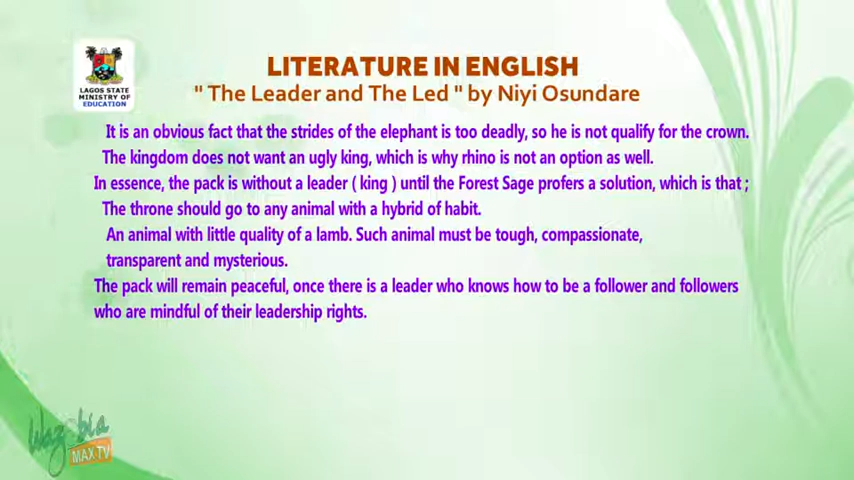 LITERATURE IN ENGLISH
" The Leader and The Led " by Niyi Osundare
LAGOS STATE
MINISTRY OF
EDUCATION
It is an obvious fact that the strides of the elephant is too deadly, so he is not qualify for the crown.
The kingdom does not want an ugly king, which is why rhino is not an option as well.
In essence, the pack is without a leader ( king ) until the Forest Sage profers a solution, which is that ;
The throne should go to any animal with a hybrid of habit.
An animal with little quality of a lamb. Such animal must be tough, compassionate,
transparent and mysterious.
The pack will remain peaceful, once there is a leader who knows how to be a follower and followers
who are mindful of their leadership rights.
Wazobia
MAX TV